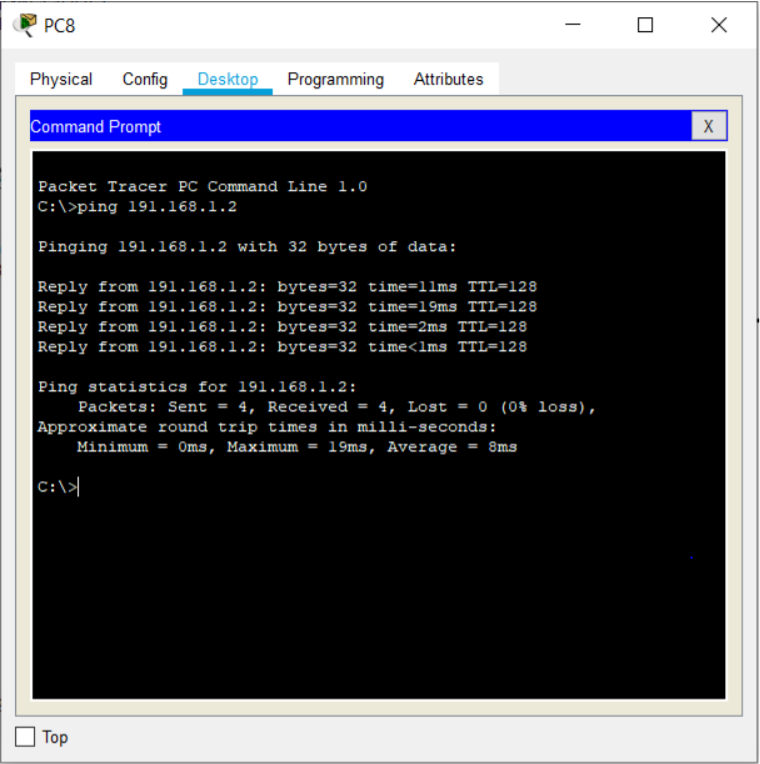 PC8
Physical Config Desktop Programming Attributes
Command Prompt
X
Packet Tracer PC Command Line 1.0
C:\>ping 191.168.1.2
Pinging 191.168.1.2 with 32 bytes of data:
Reply from 191.168.1.2: bytes=32 time=11ms TTL=128
Reply from 191.168.1.2: bytes=32 time=19ms TTL=128
Reply from 191.168.1.2: bytes=32 time=2ms TTL=128
Reply from 191.168.1.2: bytes=32 time<1ms TTL=128
Ping statistics for 191.168.1.2:
Packets: Sent = 4, Received = 4, Lost = 0 (0% loss),
Approximate round trip times in milli-seconds:
Minimum = 0ms, Maximum = 19ms, Average = 8ms
C:\>
Top